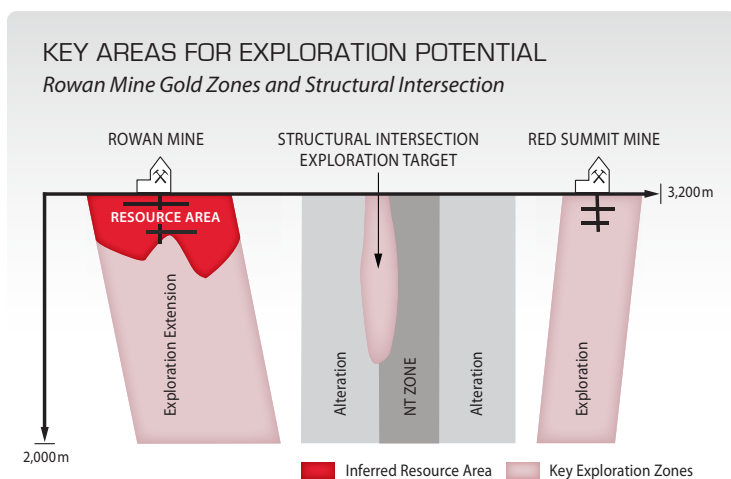 KEY AREAS FOR EXPLORATION POTENTIAL
Rowan Mine Gold Zones and Structural Intersection
ROWAN MINE
STRUCTURAL INTERSECTION
EXPLORATION TARGET
RED SUMMIT MINE
3,200m
RESOURCE AREA
Exploration Extension
Alteration
NT ZONE
Alteration
Exploration
2,000m
Inferred Resource Area
Key Exploration Zones